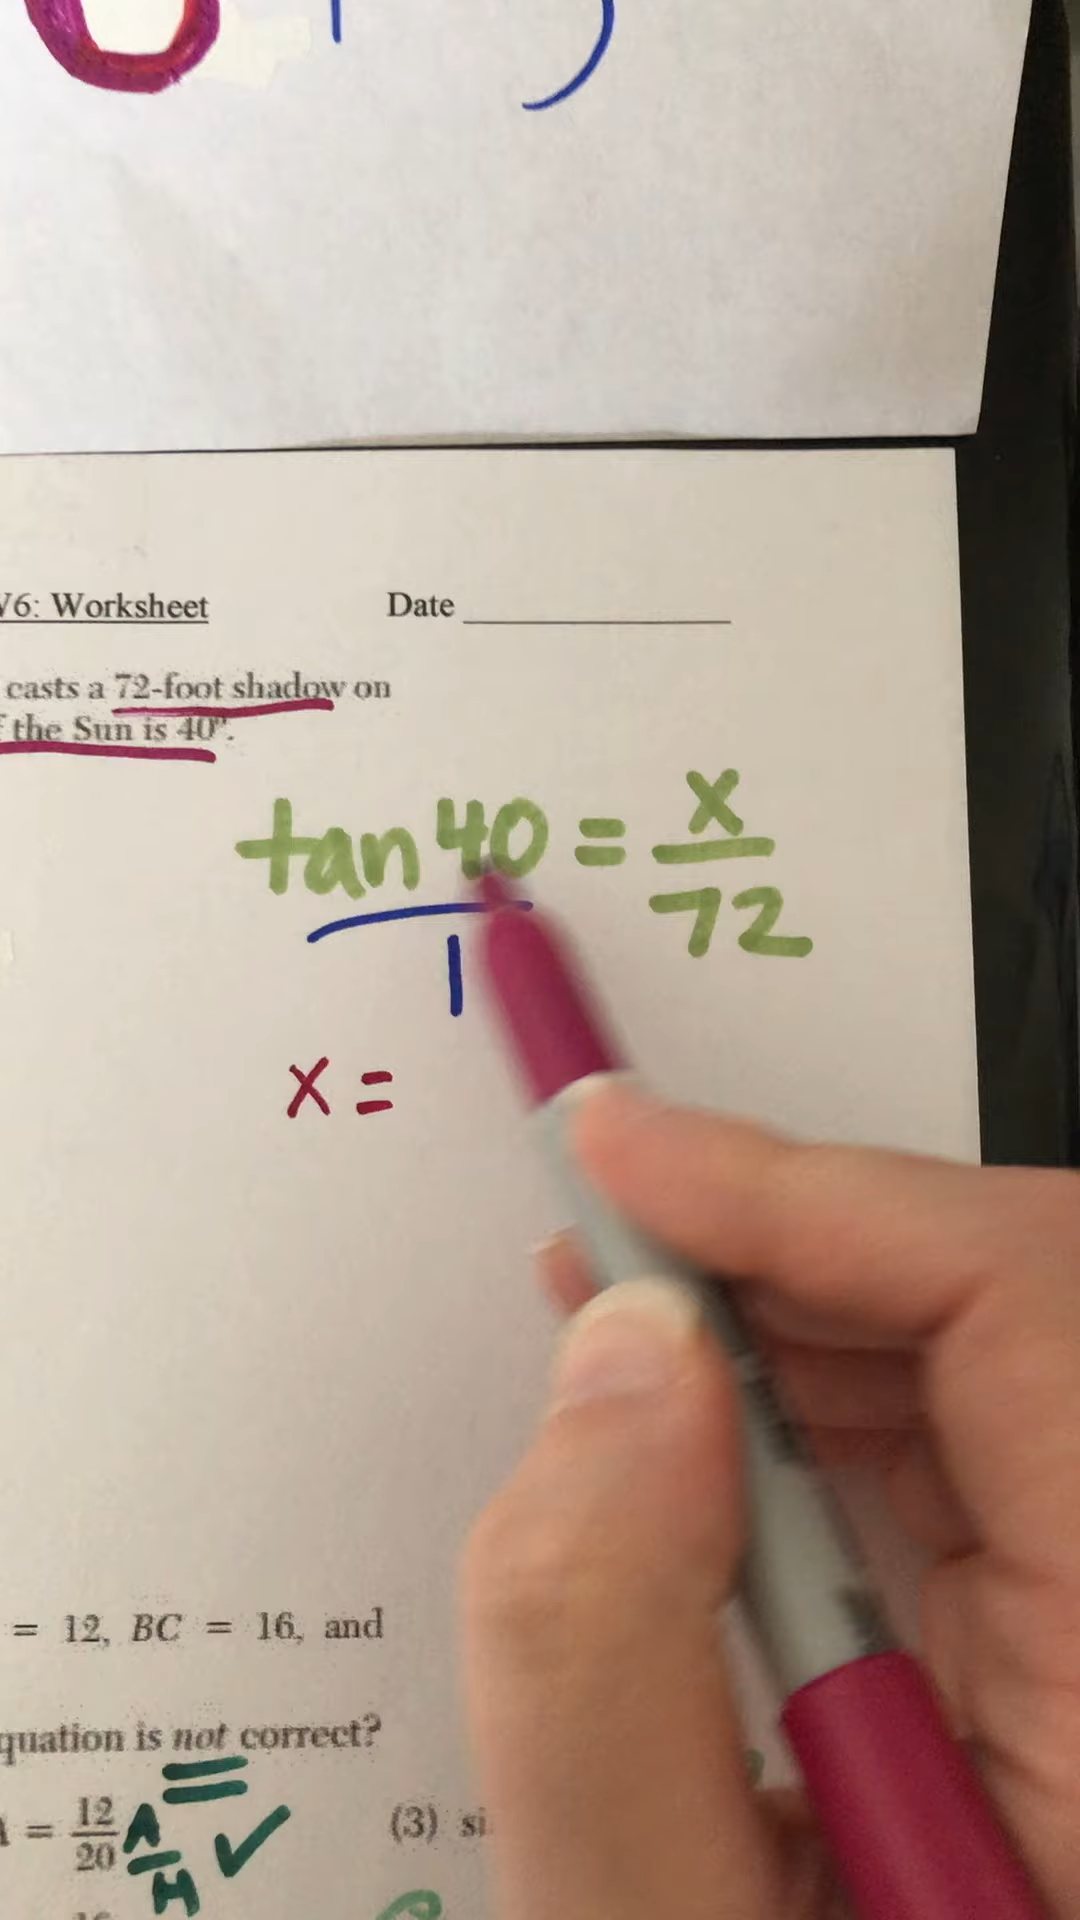 V6: Worksheet Date
casts a 72-foot shadow on
f the Sun is 40°.
tan 40 = x
1 72
x =
= 12, BC = 16, and
quation is not correct?
= 12 A (3) si
20 H ✓